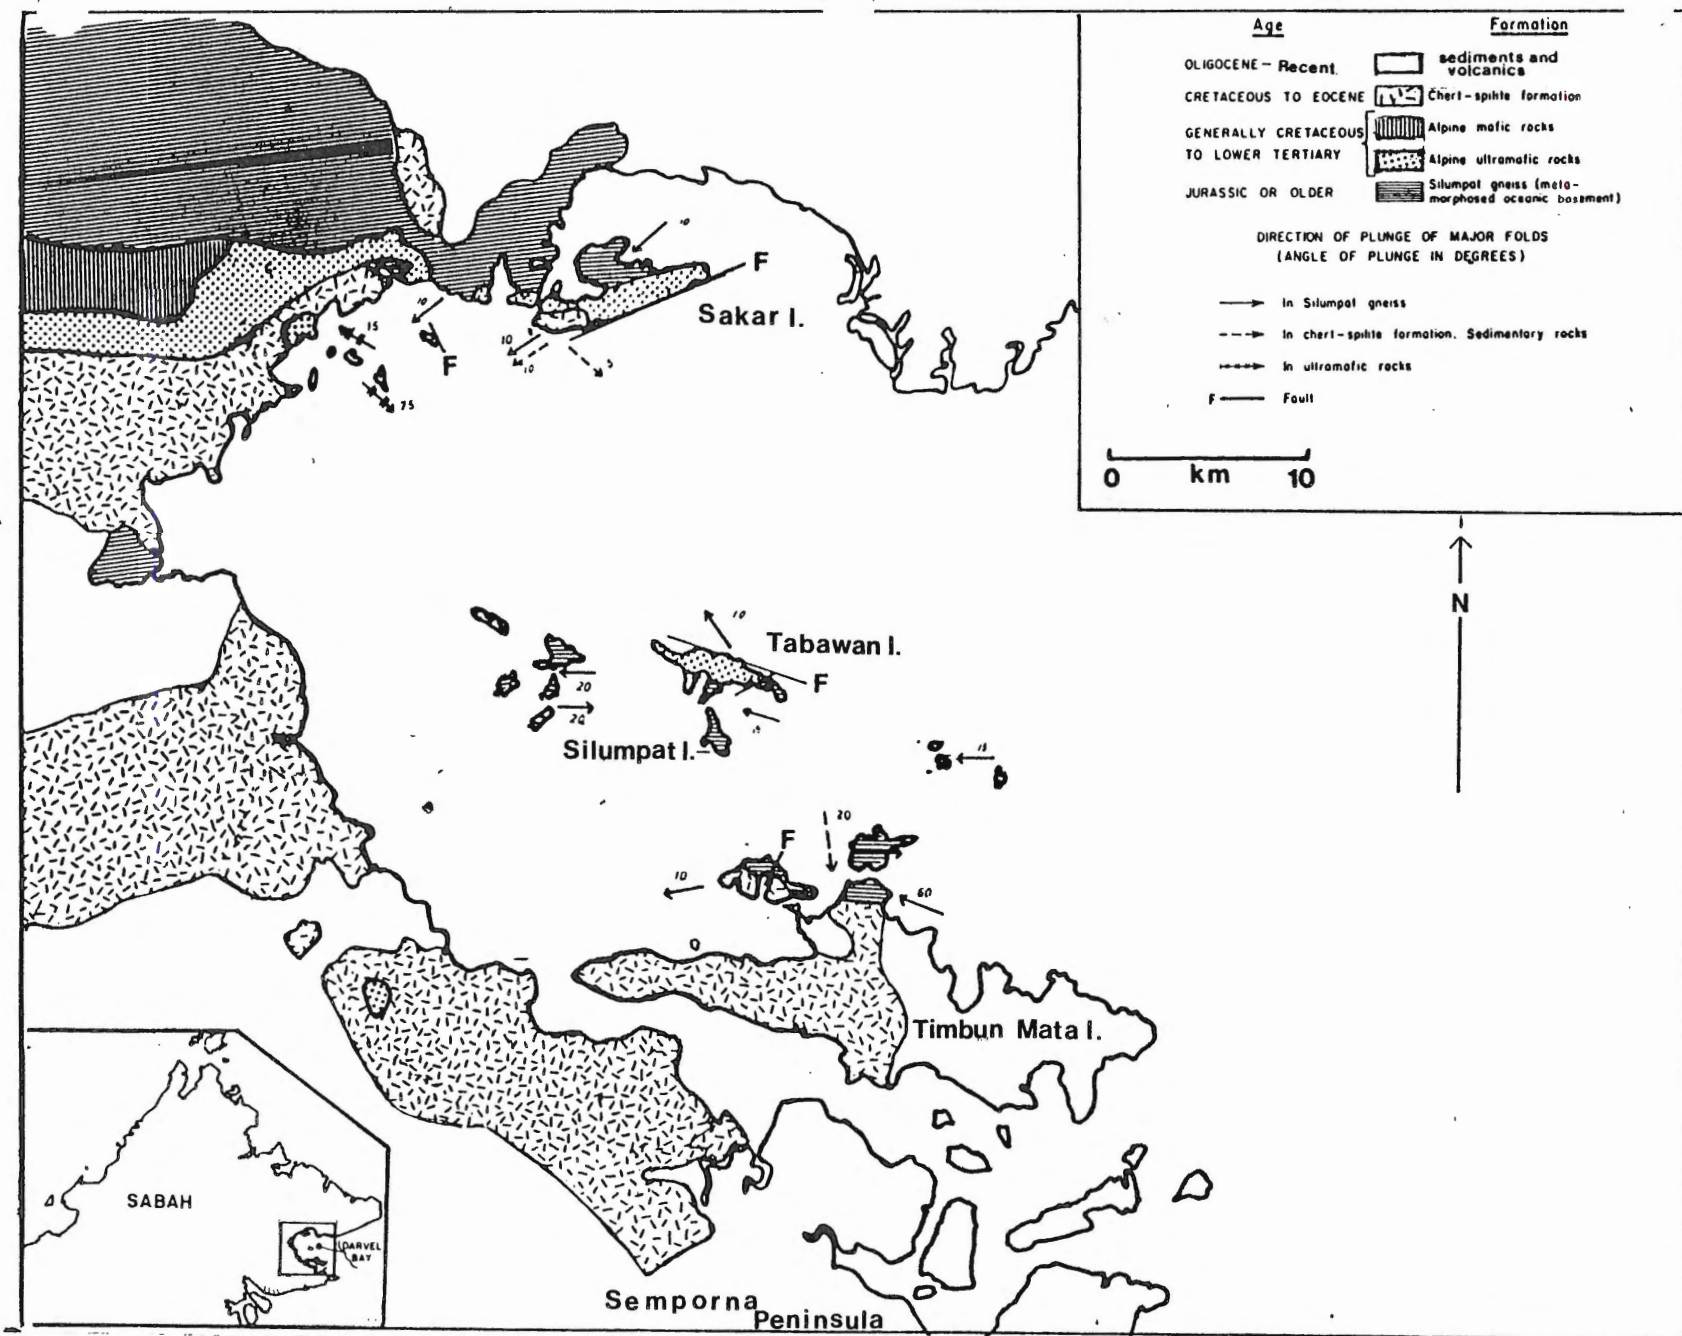 Age Formation
OLIGOCENE - Recent. sediments and
volcanics
CRETACEOUS TO EOCENE Chert-spilite formation
GENERALLY CRETACEOUS Alpine mafic rocks
TO LOWER TERTIARY Alpine ultramafic rocks
JURASSIC OR OLDER Silumpat gneiss (meta-
morphosed oceanic basement)
DIRECTION OF PLUNGE OF MAJOR FOLDS
(ANGLE OF PLUNGE IN DEGREES)
In Silumpat gneiss
In chert-spilite formation. Sedimentary rocks
In ultramafic rocks
F Fault
0 km 10
N
10
F
Sakar I.
10
15
F
10
10
5
75
10
Tabawan I.
F
20
20
Silumpat I.
15
20
F
10
60
Timbun Mata I.
SABAH
DARVEL
BAY
Semporna
Peninsula